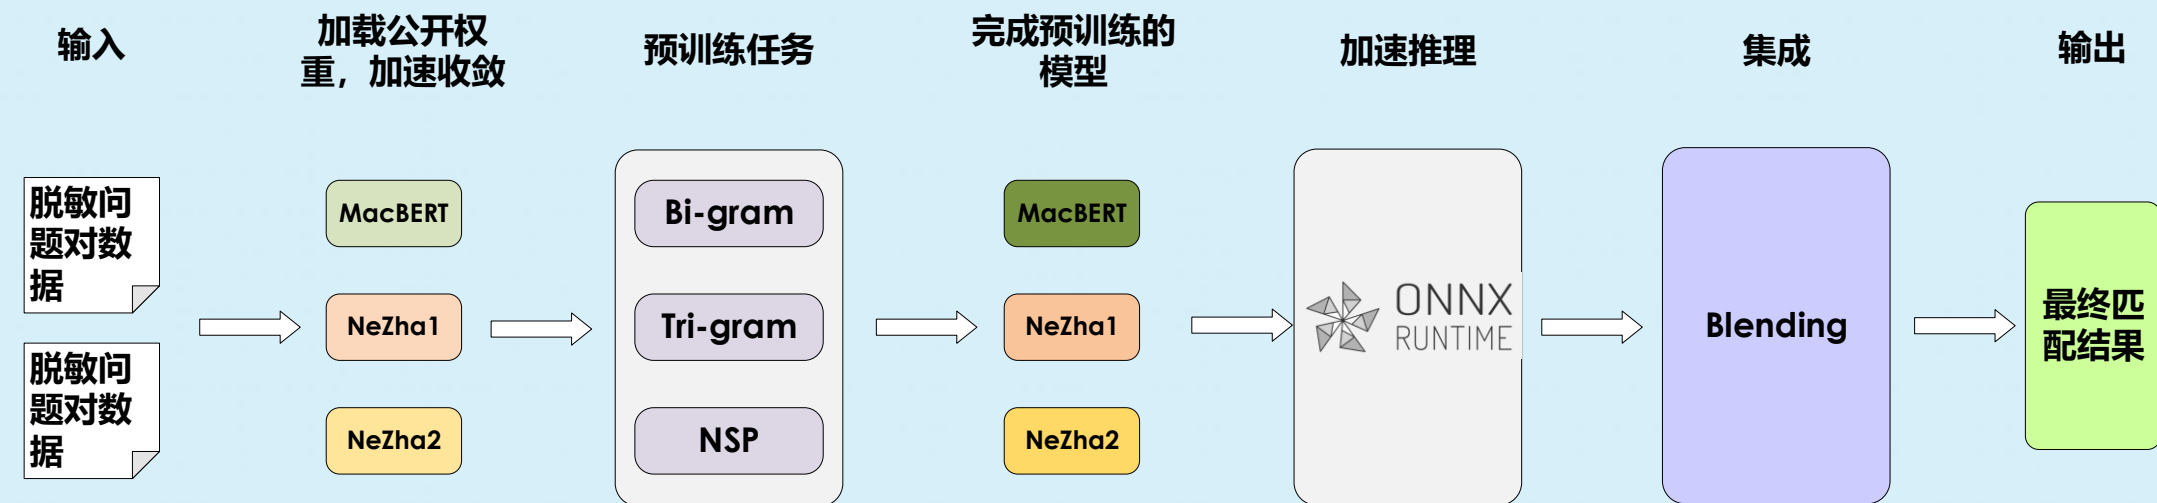 输入
加载公开权
重，加速收敛
预训练任务
完成预训练的
模型
加速推理
集成
输出
脱敏问
题对数
据
脱敏问
题对数
据
MacBERT
NeZha1
NeZha2
Bi-gram
Tri-gram
NSP
MacBERT
NeZha1
NeZha2
ONNX
RUNTIME
Blending
最终匹
配结果